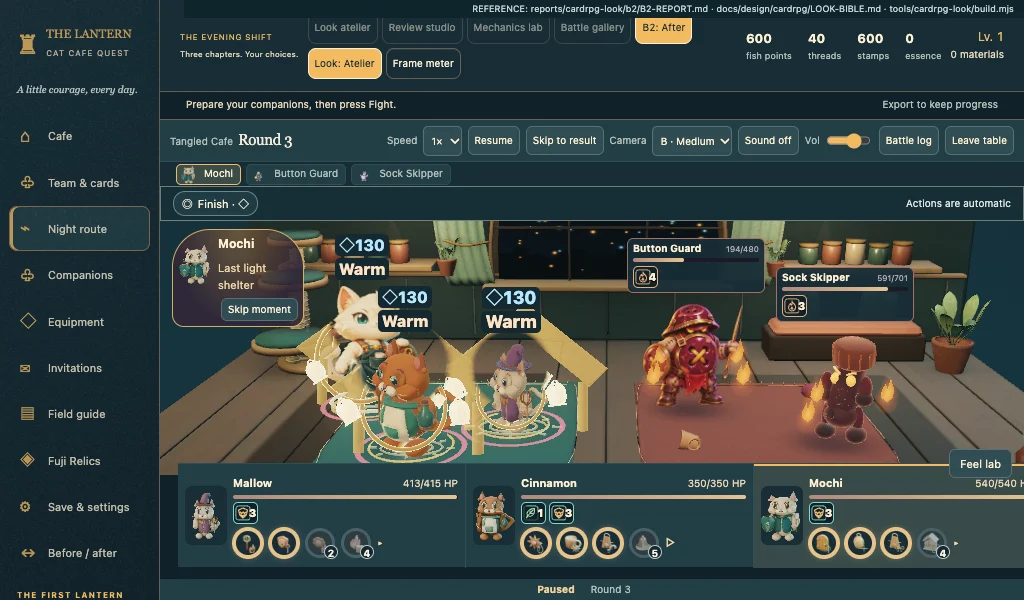 REFERENCE: reports/cardrpg-look/b2/B2-REPORT.md · docs/design/cardrpg/LOOK-BIBLE.md · tools/cardrpg-look/build.mjs
THE LANTERN
CAT CAFE QUEST
A little courage, every day.
Cafe
Team & cards
Night route
Companions
Equipment
Invitations
Field guide
Fuji Relics
Save & settings
Before / after
THE FIRST LANTERN
THE EVENING SHIFT
Three chapters. Your choices.
Look atelier
Review studio
Mechanics lab
Battle gallery
B2: After
Look: Atelier
Frame meter
600
fish points
40
threads
600
stamps
0
essence
Lv. 1
0 materials
Prepare your companions, then press Fight.
Export to keep progress
Tangled Cafe Round 3
Speed
1x
Resume
Skip to result
Camera
B · Medium
Sound off
Vol
Battle log
Leave table
Mochi
Button Guard
Sock Skipper
Finish ·
Actions are automatic
Mochi
Last light
shelter
Skip moment
130
Warm
130
Warm
130
Warm
Button Guard 194/480
4
Sock Skipper 591/701
3
Feel lab
Mallow 413/415 HP
3
2
4
Cinnamon 350/350 HP
1
3
5
Mochi 540/540 H
3
4
Paused Round 3